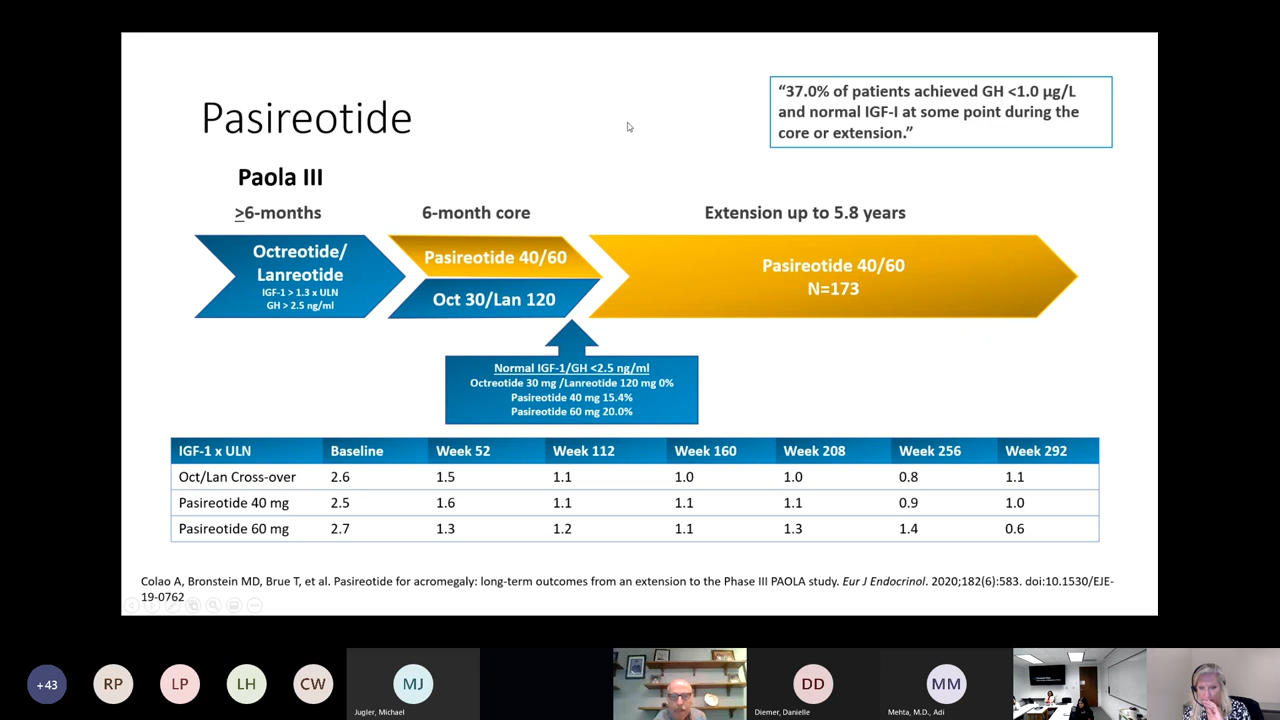 "37.0% of patients achieved GH <1.0 µg/L
and normal IGF-I at some point during the
core or extension."
Pasireotide
Paola III
>6-months
6-month core
Extension up to 5.8 years
Octreotide/
Lanreotide
IGF-1 > 1.3 x ULN
GH > 2.5 ng/ml
Pasireotide 40/60
Oct 30/Lan 120
Pasireotide 40/60
N=173
Normal IGF-1/GH <2.5 ng/ml
Octreotide 30 mg /Lanreotide 120 mg 0%
Pasireotide 40 mg 15.4%
Pasireotide 60 mg 20.0%
IGF-1 x ULN Baseline Week 52 Week 112 Week 160 Week 208 Week 256 Week 292
Oct/Lan Cross-over 2.6 1.5 1.1 1.0 1.0 0.8 1.1
Pasireotide 40 mg 2.5 1.6 1.1 1.1 1.1 0.9 1.0
Pasireotide 60 mg 2.7 1.3 1.2 1.1 1.3 1.4 0.6
Colao A, Bronstein MD, Brue T, et al. Pasireotide for acromegaly: long-term outcomes from an extension to the Phase III PAOLA study. Eur J Endocrinol. 2020;182(6):583. doi:10.1530/EJE-
19-0762
+43 RP LP LH CW MJ DD MM
Jugler, Michael
Diemer, Danielle
Mehta, M.D., Adi